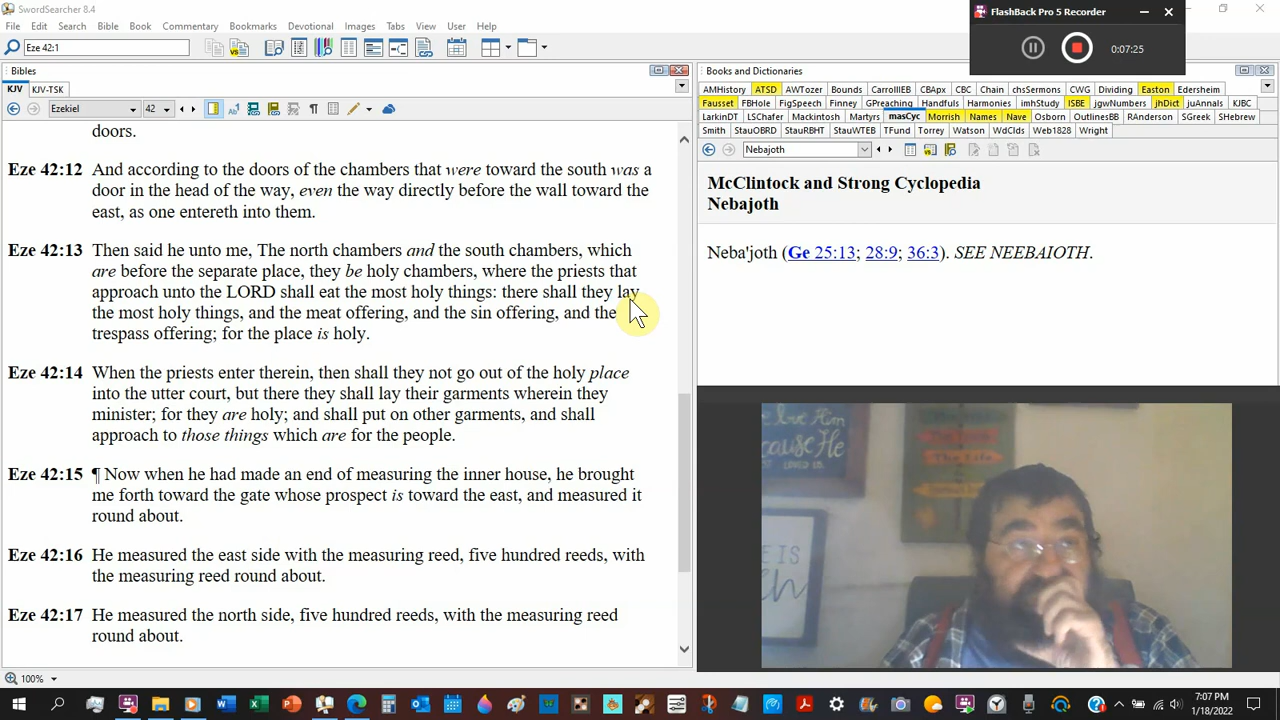 SwordSearcher 8.4
FlashBack Pro 5 Recorder
0:07:25
File Edit Search Bible Book Commentary Bookmarks Devotional Images Tabs View User Help
Eze 42:1
Bibles
KJV KJV-TSK
Ezekiel 42
doors.
Eze 42:12 And according to the doors of the chambers that were toward the south was a
door in the head of the way, even the way directly before the wall toward the
east, as one entereth into them.
Eze 42:13 Then said he unto me, The north chambers and the south chambers, which
are before the separate place, they be holy chambers, where the priests that
approach unto the LORD shall eat the most holy things: there shall they lay
the most holy things, and the meat offering, and the sin offering, and the
trespass offering; for the place is holy.
Eze 42:14 When the priests enter therein, then shall they not go out of the holy place
into the utter court, but there they shall lay their garments wherein they
minister; for they are holy; and shall put on other garments, and shall
approach to those things which are for the people.
Eze 42:15 ¶ Now when he had made an end of measuring the inner house, he brought
me forth toward the gate whose prospect is toward the east, and measured it
round about.
Eze 42:16 He measured the east side with the measuring reed, five hundred reeds, with
the measuring reed round about.
Eze 42:17 He measured the north side, five hundred reeds, with the measuring reed
round about.
100%
Books and Dictionaries
AMHistory ATSD AWTozer Bounds CarrollIEB CBApx CBC Chain chsSermons CWG Dividing Easton Edersheim
Fausset FBHole FigSpeech Finney GPreaching Handfuls Harmonies imhStudy ISBE jgwNumbers jhDict juAnnals KJBC
LarkinDT LSChafer Mackintosh Martyrs masCyc Morrish Names Nave Osborn OutlinesBB RAnderson SGreek SHebrew
Smith StauOBRD StauRBHT StauWTEB TFund Torrey Watson WdClds Web1828 Wright
Nebajoth
McClintock and Strong Cyclopedia
Nebajoth
Neba'joth (Ge 25:13; 28:9; 36:3). SEE NEEBAIOTH.
7:07 PM
1/18/2022